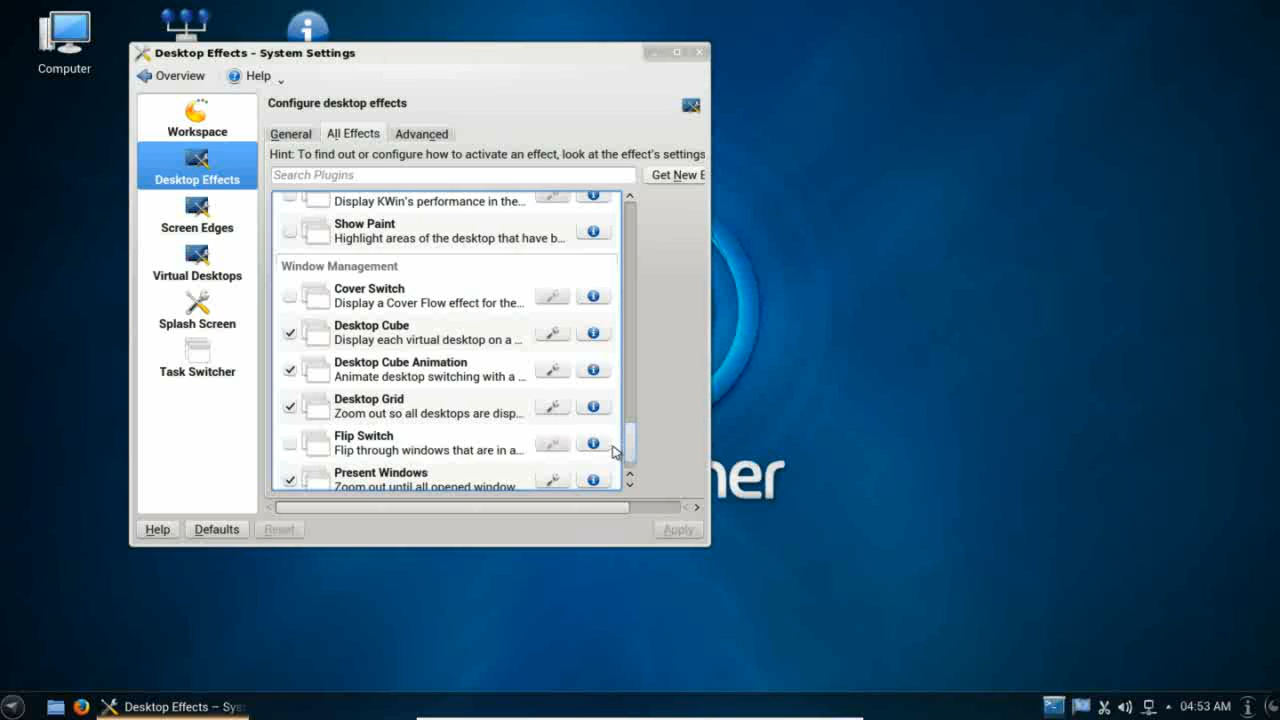 Computer
Desktop Effects – System Settings
Overview
Help
Configure desktop effects
Workspace
Desktop Effects
Screen Edges
Virtual Desktops
Splash Screen
Task Switcher
General
All Effects
Advanced
Hint: To find out or configure how to activate an effect, look at the effect's settings
Search Plugins
Get New E
Display KWin's performance in the...
Show Paint
Highlight areas of the desktop that have b...
Window Management
Cover Switch
Display a Cover Flow effect for the...
Desktop Cube
Display each virtual desktop on a ...
Desktop Cube Animation
Animate desktop switching with a ...
Desktop Grid
Zoom out so all desktops are disp...
Flip Switch
Flip through windows that are in a...
Present Windows
Zoom out until all opened window...
Help
Defaults
Reset
Apply
ner
Desktop Effects – Sys
04:53 AM